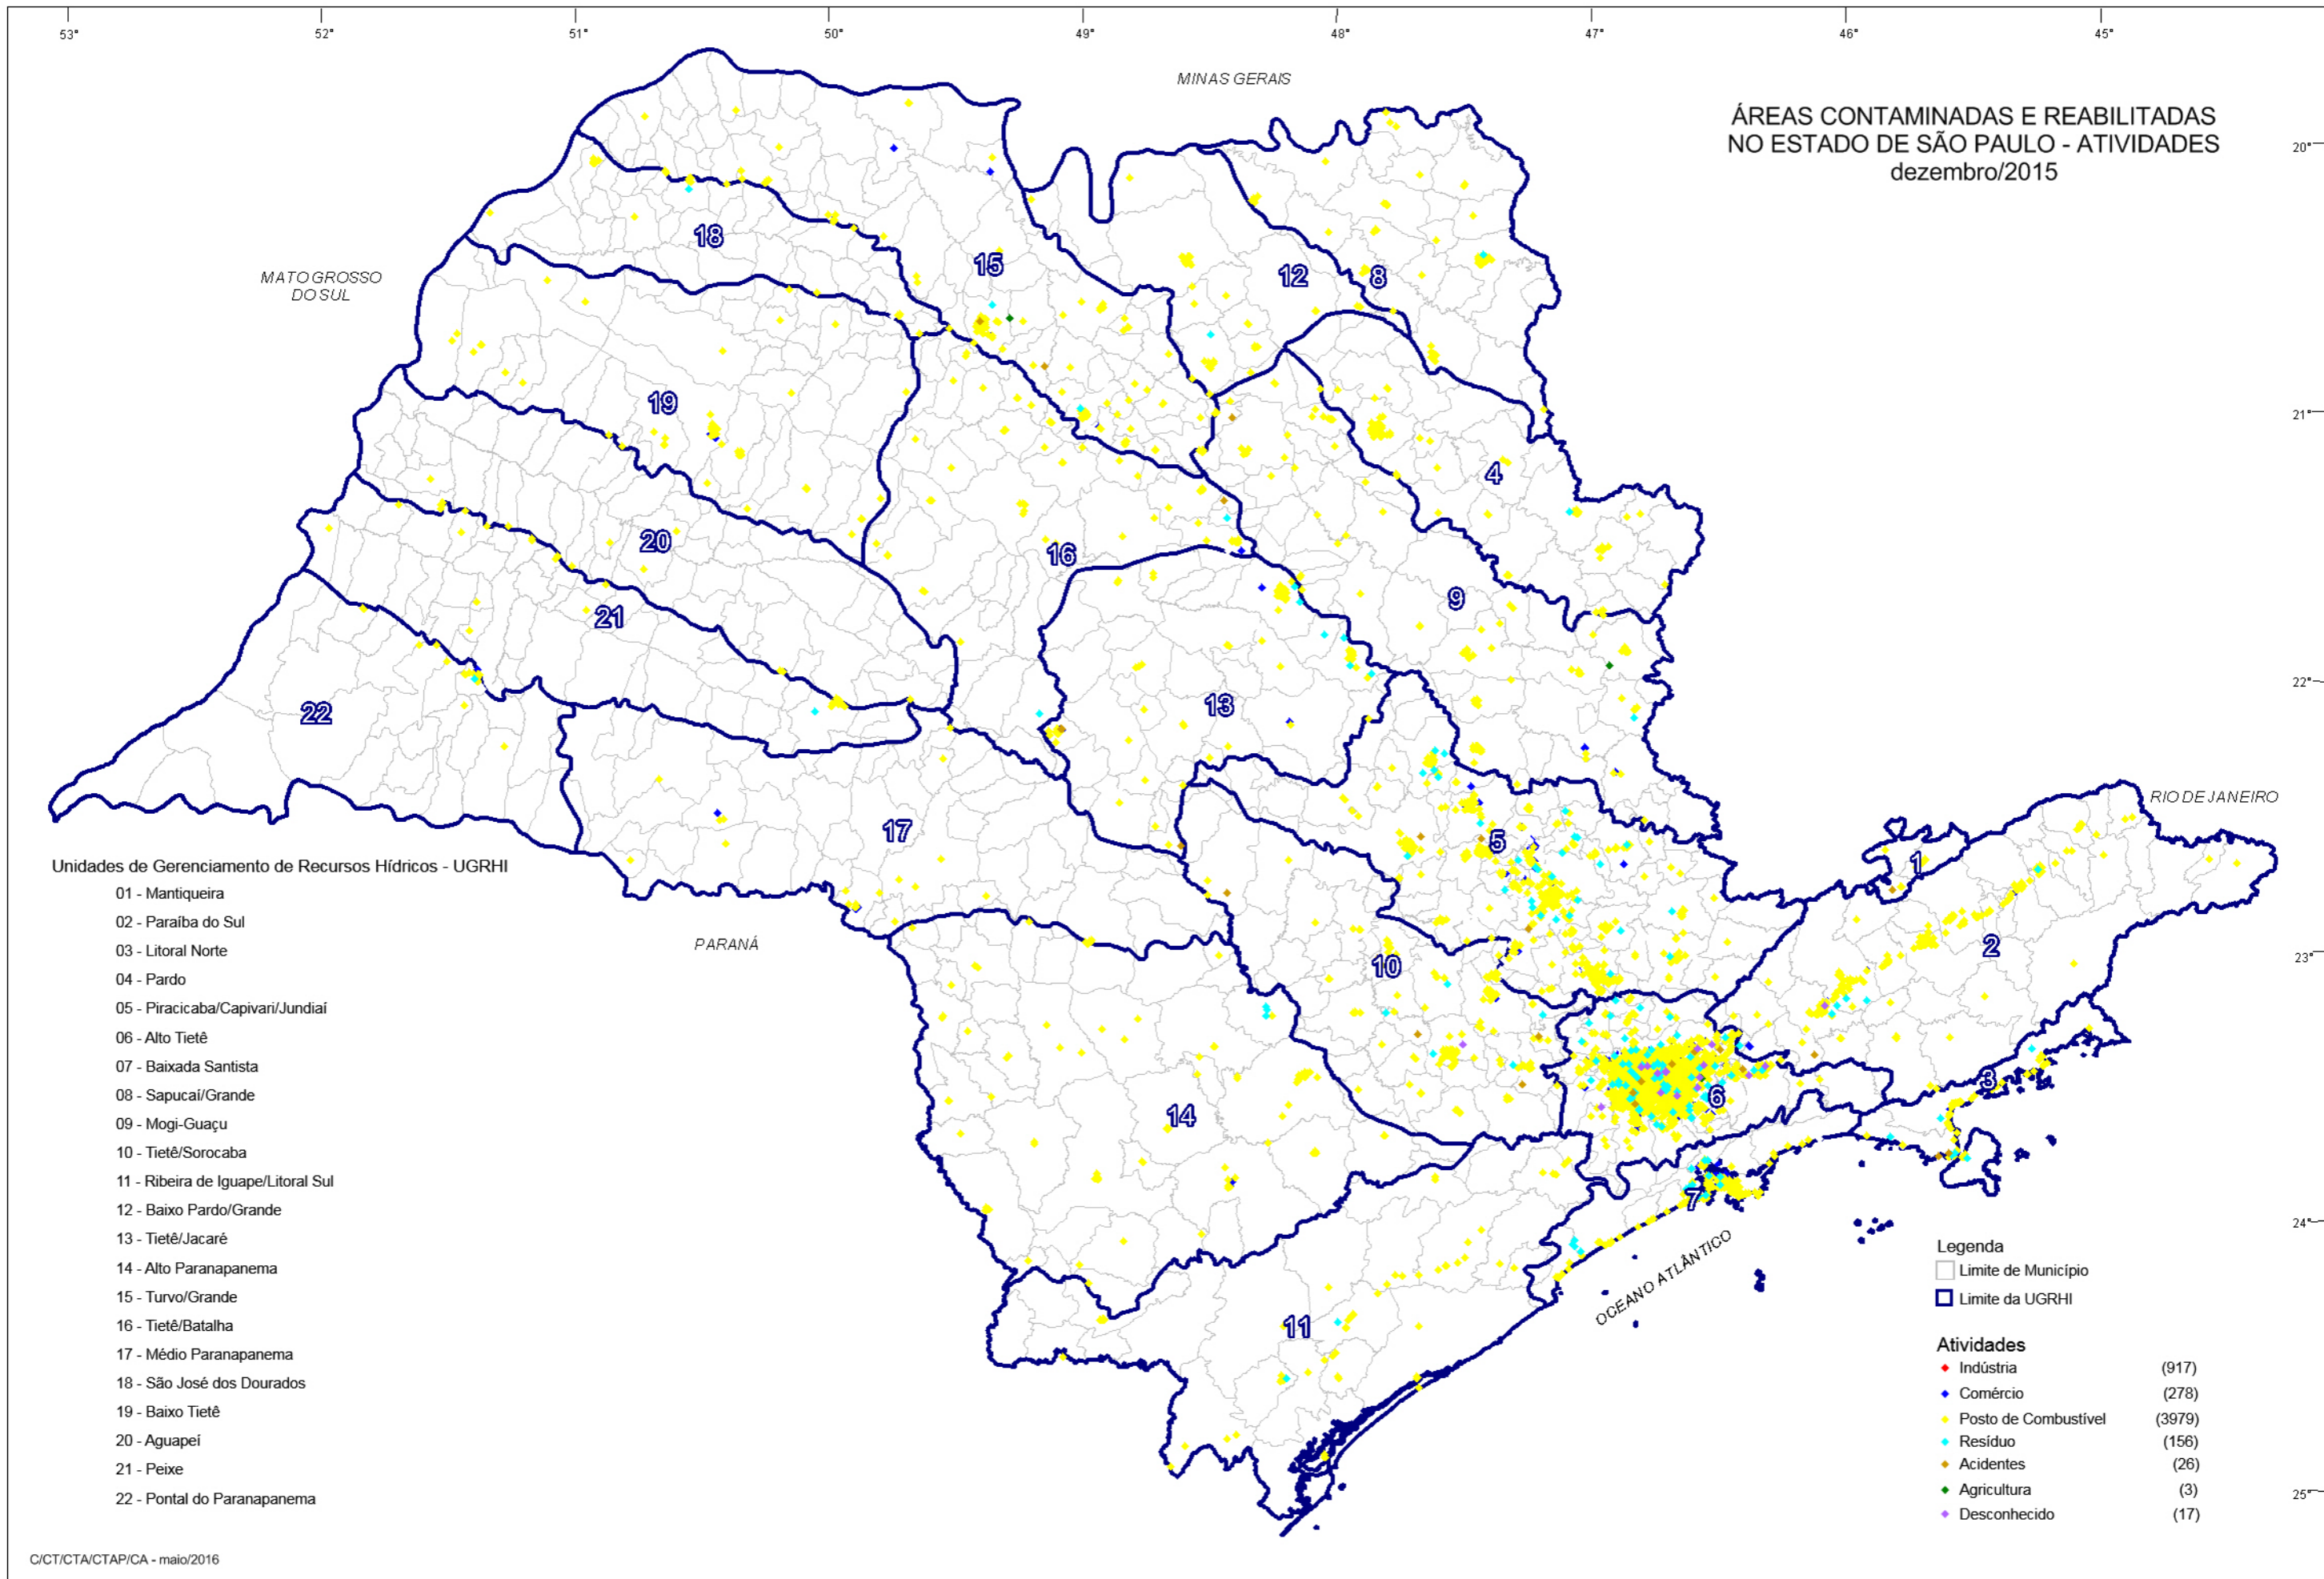 53° 52° 51° 50° 49° 48° 47° 46° 45°
MINAS GERAIS
ÁREAS CONTAMINADAS E REABILITADAS
NO ESTADO DE SÃO PAULO - ATIVIDADES
dezembro/2015
20°
MATO GROSSO
DO SUL
18
15
12
8
19
21°
4
20
16
9
21
22°
22
13
RIO DE JANEIRO
17
5
1
Unidades de Gerenciamento de Recursos Hídricos - UGRHI
01 - Mantiqueira
02 - Paraíba do Sul
03 - Litoral Norte
04 - Pardo
05 - Piracicaba/Capivari/Jundiaí
06 - Alto Tietê
07 - Baixada Santista
08 - Sapucaí/Grande
09 - Mogi-Guaçu
10 - Tietê/Sorocaba
11 - Ribeira de Iguape/Litoral Sul
12 - Baixo Pardo/Grande
13 - Tietê/Jacaré
14 - Alto Paranapanema
15 - Turvo/Grande
16 - Tietê/Batalha
17 - Médio Paranapanema
18 - São José dos Dourados
19 - Baixo Tietê
20 - Aguapeí
21 - Peixe
22 - Pontal do Paranapanema
PARANÁ
2
10
23°
3
6
14
7
24°
OCEANO ATLÂNTICO
11
Legenda
Limite de Município
Limite da UGRHI
Atividades
Indústria (917)
Comércio (278)
Posto de Combustível (3979)
Resíduo (156)
Acidentes (26)
Agricultura (3)
Desconhecido (17)
25°
C/CT/CTA/CTAP/CA - maio/2016